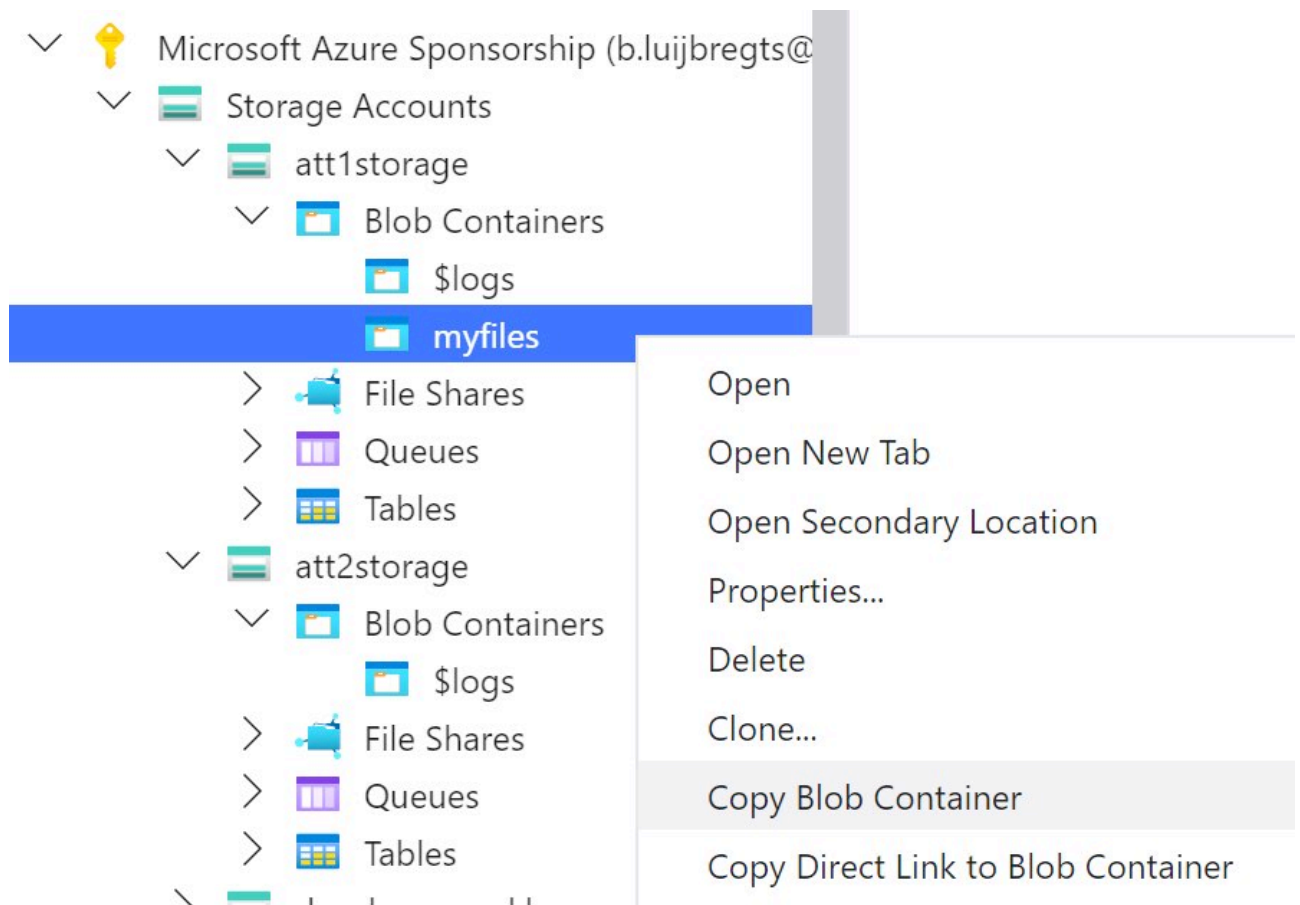 Microsoft Azure Sponsorship (b.luijbregts@
Storage Accounts
att1storage
Blob Containers
$logs
myfiles
File Shares
Queues
Tables
att2storage
Blob Containers
$logs
File Shares
Queues
Tables
Open
Open New Tab
Open Secondary Location
Properties...
Delete
Clone...
Copy Blob Container
Copy Direct Link to Blob Container